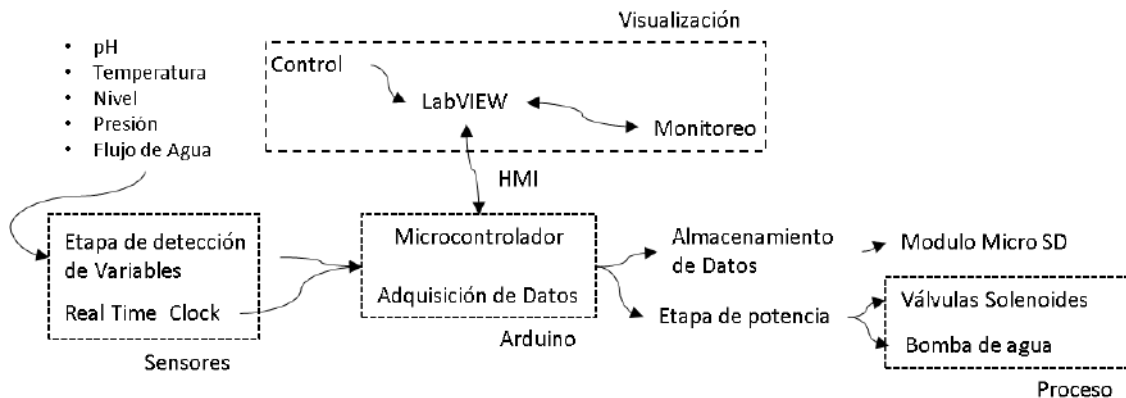 Visualización
• pH
• Temperatura
• Nivel
• Presión
• Flujo de Agua
Control
LabVIEW
Monitoreo
HMI
Etapa de detección
de Variables
Real Time Clock
Sensores
Microcontrolador
Adquisición de Datos
Arduino
Almacenamiento
de Datos
Etapa de potencia
Modulo Micro SD
Válvulas Solenoides
Bomba de agua
Proceso